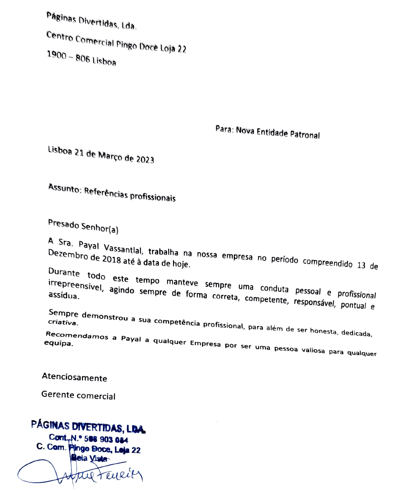 Páginas Divertidas, Lda.
Centro Comercial Pingo Doce Loja 22
1900 – 806 Lisboa
Para: Nova Entidade Patronal
Lisboa 21 de Março de 2023
Assunto: Referências profissionais
Presado Senhor(a)
A Sra. Payal Vassantlal, trabalha na nossa empresa no período compreendido 13 de
Dezembro de 2018 até à data de hoje.
Durante todo este tempo manteve sempre uma conduta pessoal e profissional
irrepreensível, agindo sempre de forma correta, competente, responsável, pontual e
assídua.
Sempre demonstrou a sua competência profissional, para além de ser honesta, dedicada,
criativa.
Recomendamos a Payal a qualquer Empresa por ser uma pessoa valiosa para qualquer
equipa.
Atenciosamente
Gerente comercial
PÁGINAS DIVERTIDAS, LDA.
Cont. N.º 506 903 084
C. Com. Pingo Doce, Loja 22
Bela Vista